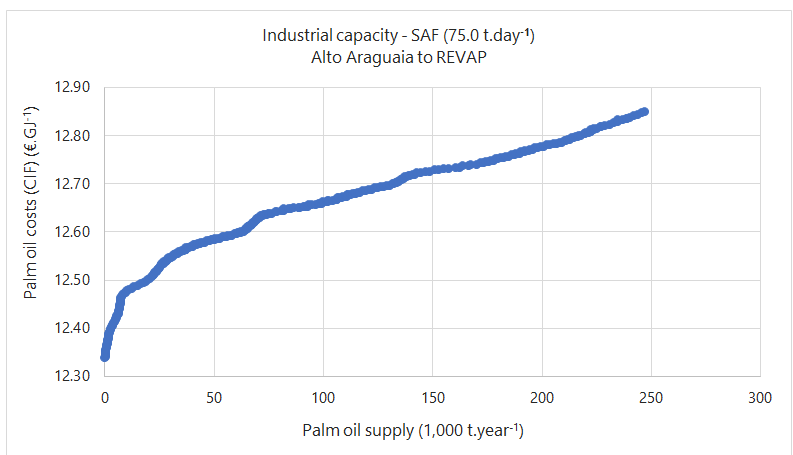 Industrial capacity - SAF (75.0 t.day⁻¹)
Alto Araguaia to REVAP
Palm oil costs (CIF) (€.GJ⁻¹)
12.90
12.80
12.70
12.60
12.50
12.40
12.30
0 50 100 150 200 250 300
Palm oil supply (1,000 t.year⁻¹)